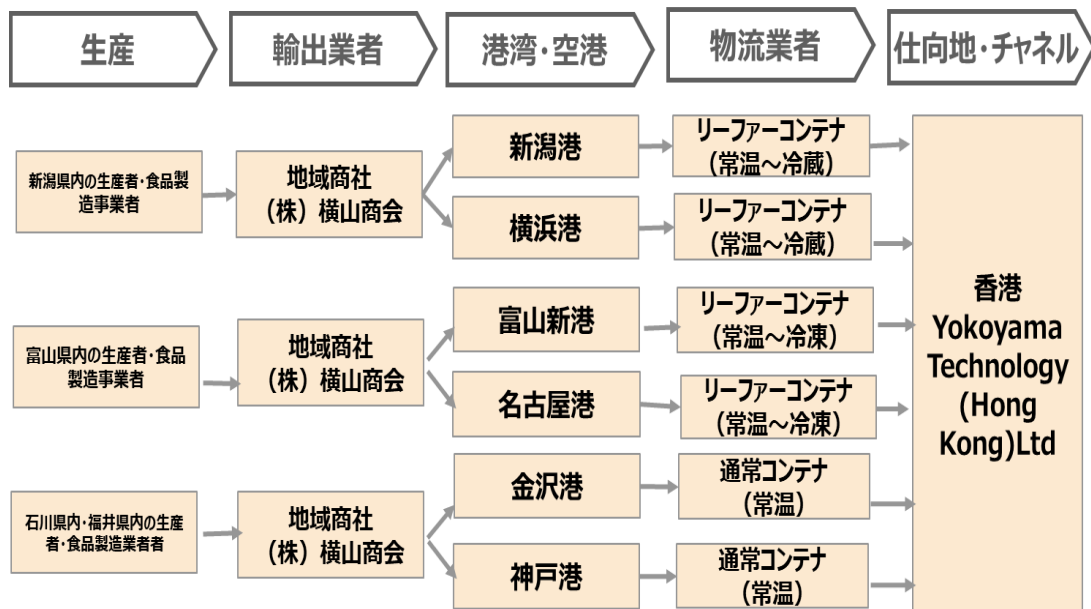 生産
輸出業者
港湾・空港
物流業者
仕向地・チャネル
新潟県内の生産者・食品製
造事業者
地域商社
(株) 横山商会
新潟港
リーファーコンテナ
(常温~冷蔵)
横浜港
リーファーコンテナ
(常温~冷蔵)
富山県内の生産者・食品
製造事業者
地域商社
(株) 横山商会
富山新港
リーファーコンテナ
(常温~冷凍)
名古屋港
リーファーコンテナ
(常温~冷凍)
石川県内・福井県内の生産
者・食品製造業者者
地域商社
(株) 横山商会
金沢港
通常コンテナ
(常温)
神戸港
通常コンテナ
(常温)
香港
Yokoyama
Technology
(Hong
Kong)Ltd